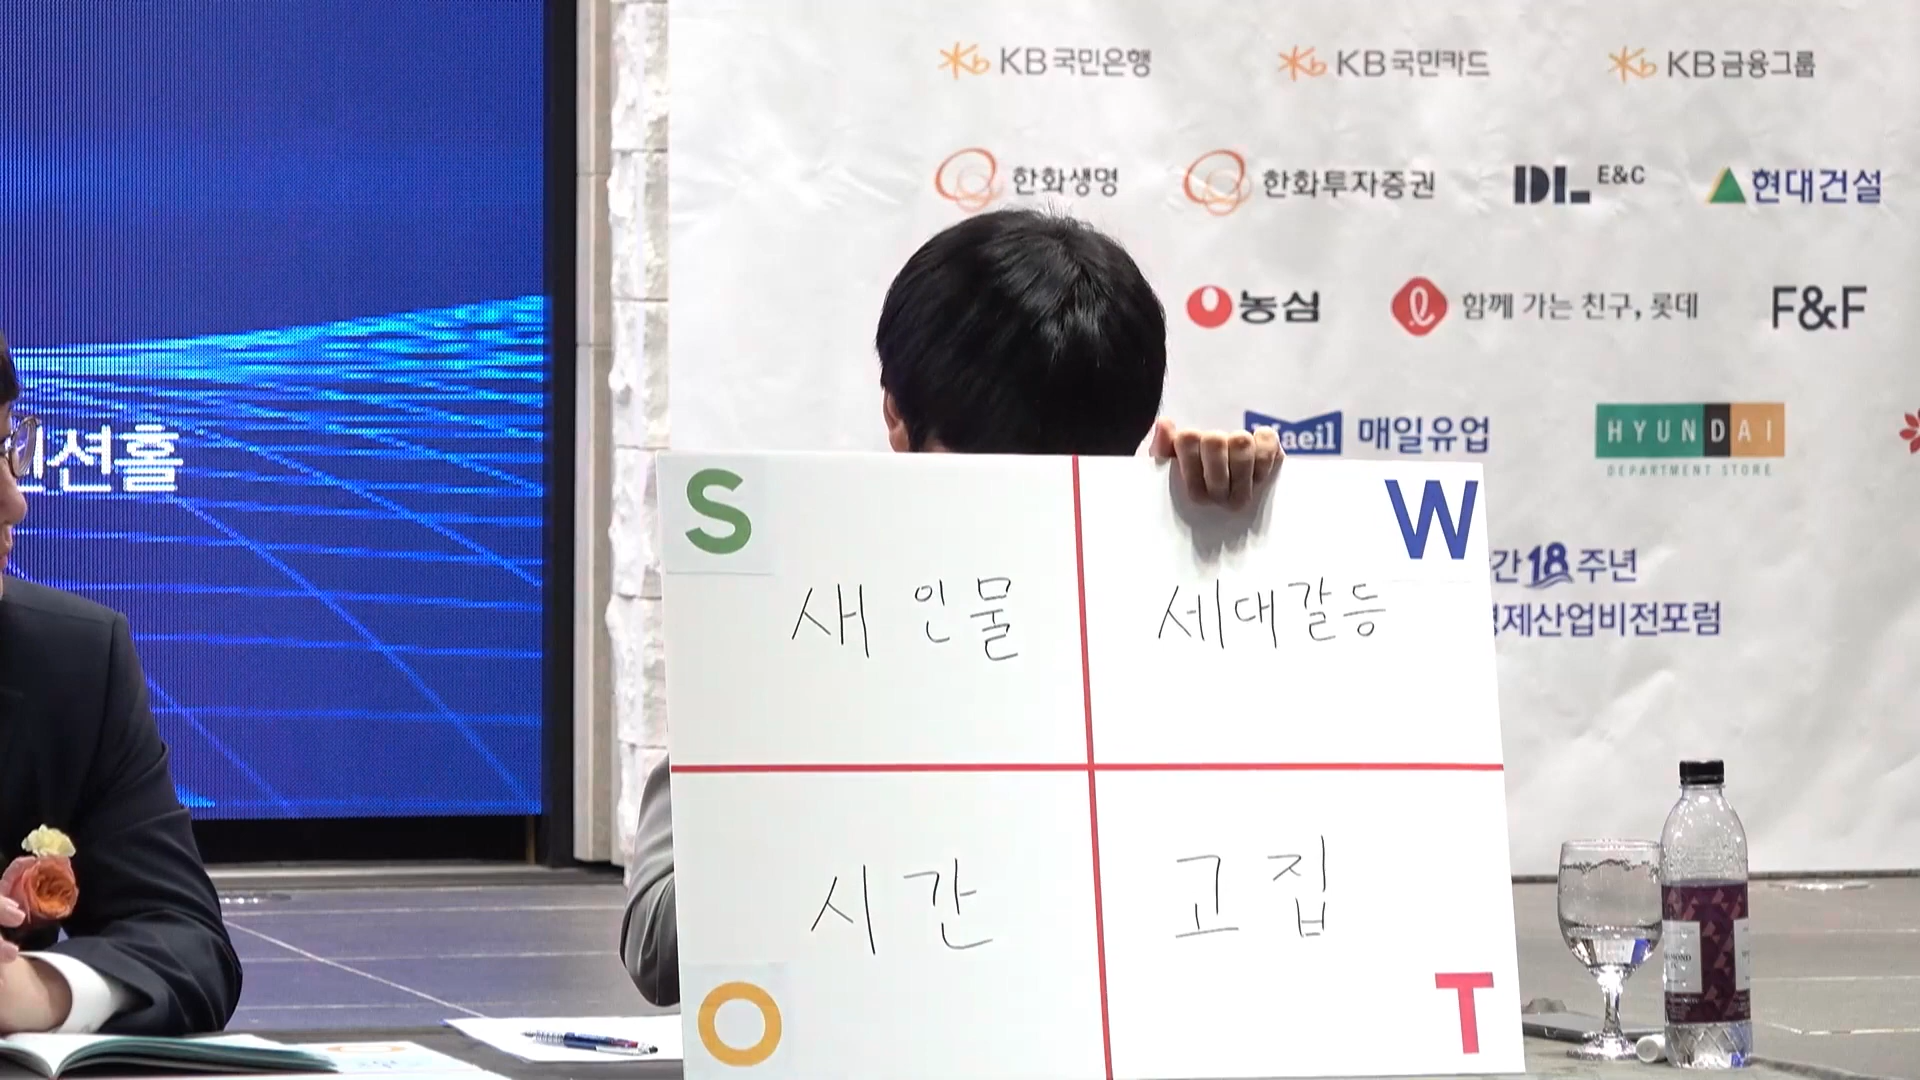 KB국민은행
KB국민카드
KB금융그룹
한화생명
한화투자증권
DL E&C
현대건설
농심
함께 가는 친구, 롯데
F&F
Maeil 매일유업
HYUNDAI
DEPARTMENT STORE
션홀
S
W
새 인물
세대갈등
간 18주년
경제산업비전포럼
시간
고집
O
T